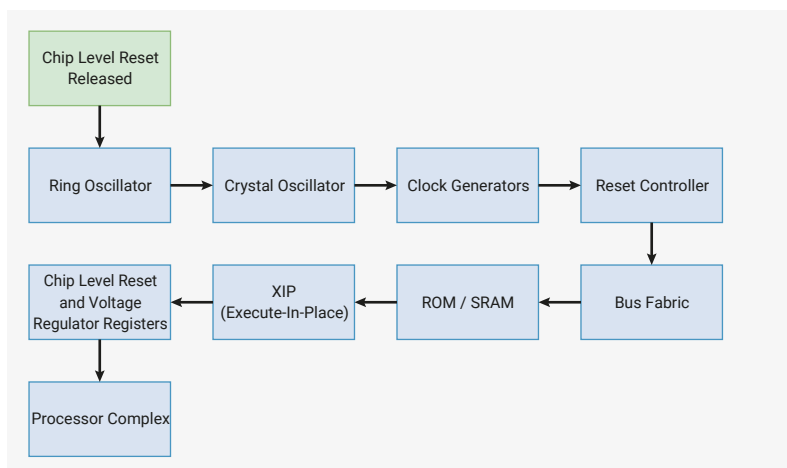 Chip Level Reset
Released
Ring Oscillator
Crystal Oscillator
Clock Generators
Reset Controller
Chip Level Reset
and Voltage
Regulator Registers
XIP
(Execute-In-Place)
ROM / SRAM
Bus Fabric
Processor Complex